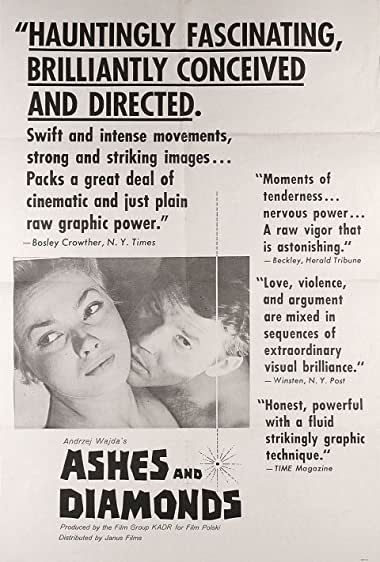 "HAUNTINGLY FASCINATING,
BRILLIANTLY CONCEIVED
AND DIRECTED.
Swift and intense movements,
strong and striking images...
Packs a great deal of
cinematic and just plain
raw graphic power."
—Bosley Crowther, N.Y. Times
"Moments of
tenderness...
nervous power...
A raw vigor that
is astonishing."
—Beckley, Herald Tribune
"Love, violence,
and argument
are mixed in
sequences of
extraordinary
visual brilliance."
—Winsten, N.Y. Post
"Honest, powerful
with a fluid
strikingly graphic
technique."
—TIME Magazine
Andrzej Wajda's
ASHES AND
DIAMONDS
Produced by the Film Group KADR for Film Polski
Distributed by Janus Films